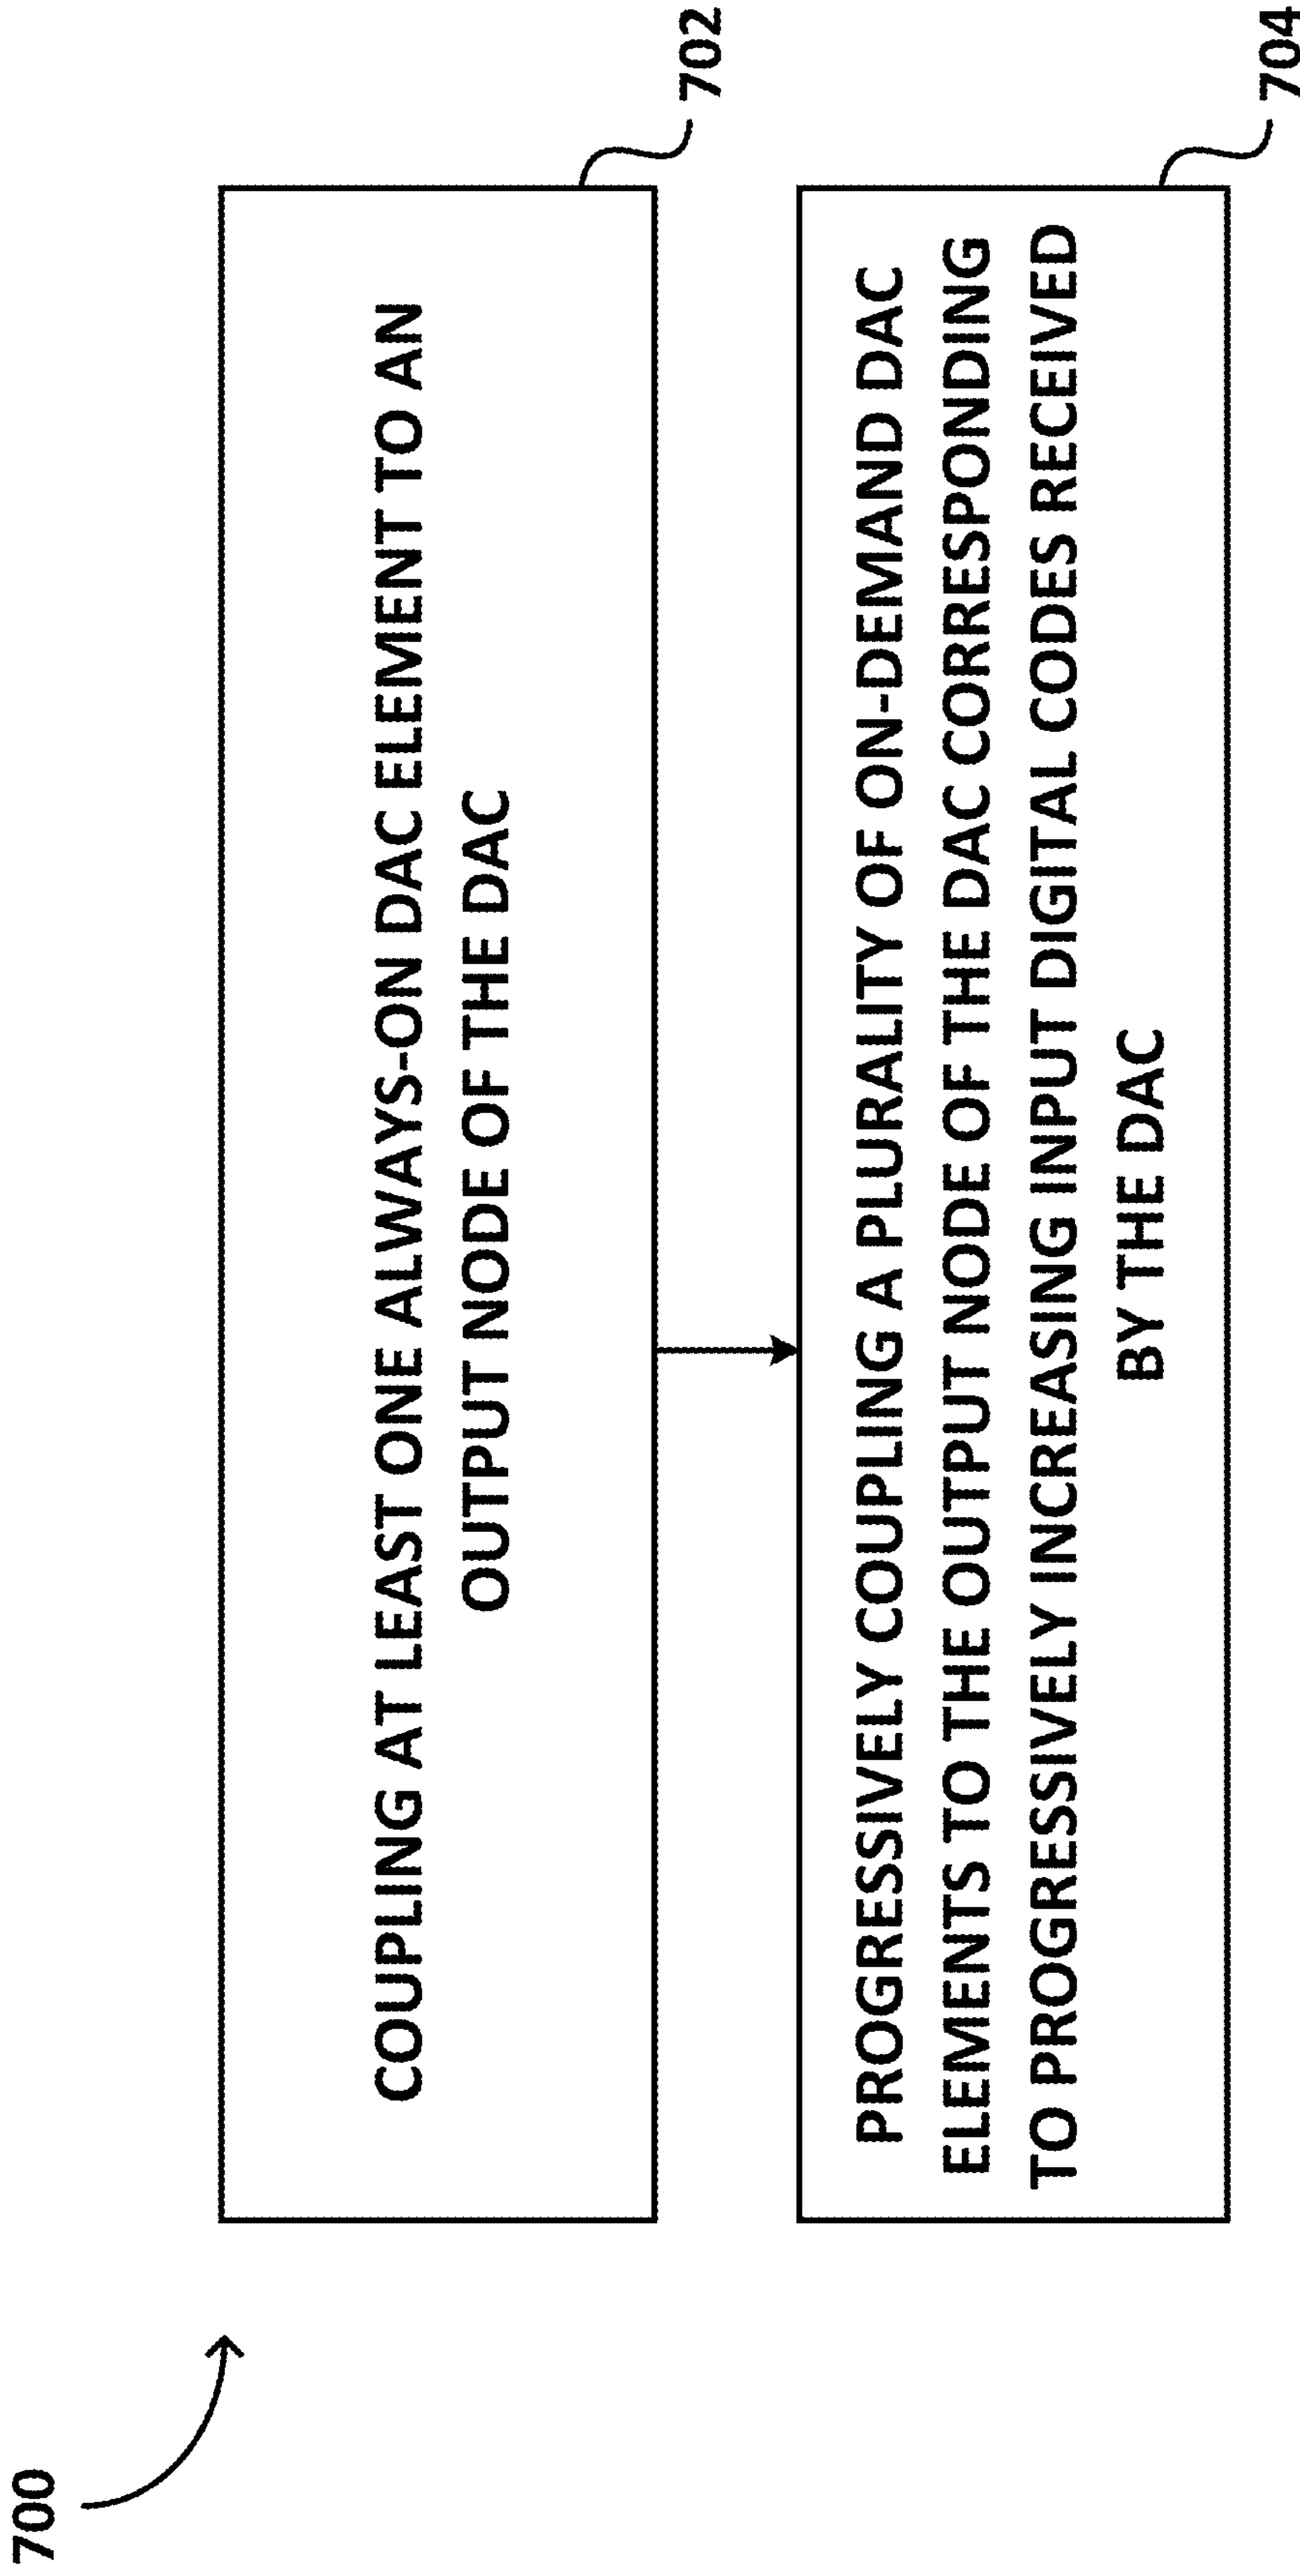 700
COUPLING AT LEAST ONE ALWAYS-ON DAC ELEMENT TO AN
OUTPUT NODE OF THE DAC
702
PROGRESSIVELY COUPLING A PLURALITY OF ON-DEMAND DAC
ELEMENTS TO THE OUTPUT NODE OF THE DAC CORRESPONDING
TO PROGRESSIVELY INCREASING INPUT DIGITAL CODES RECEIVED
BY THE DAC
704